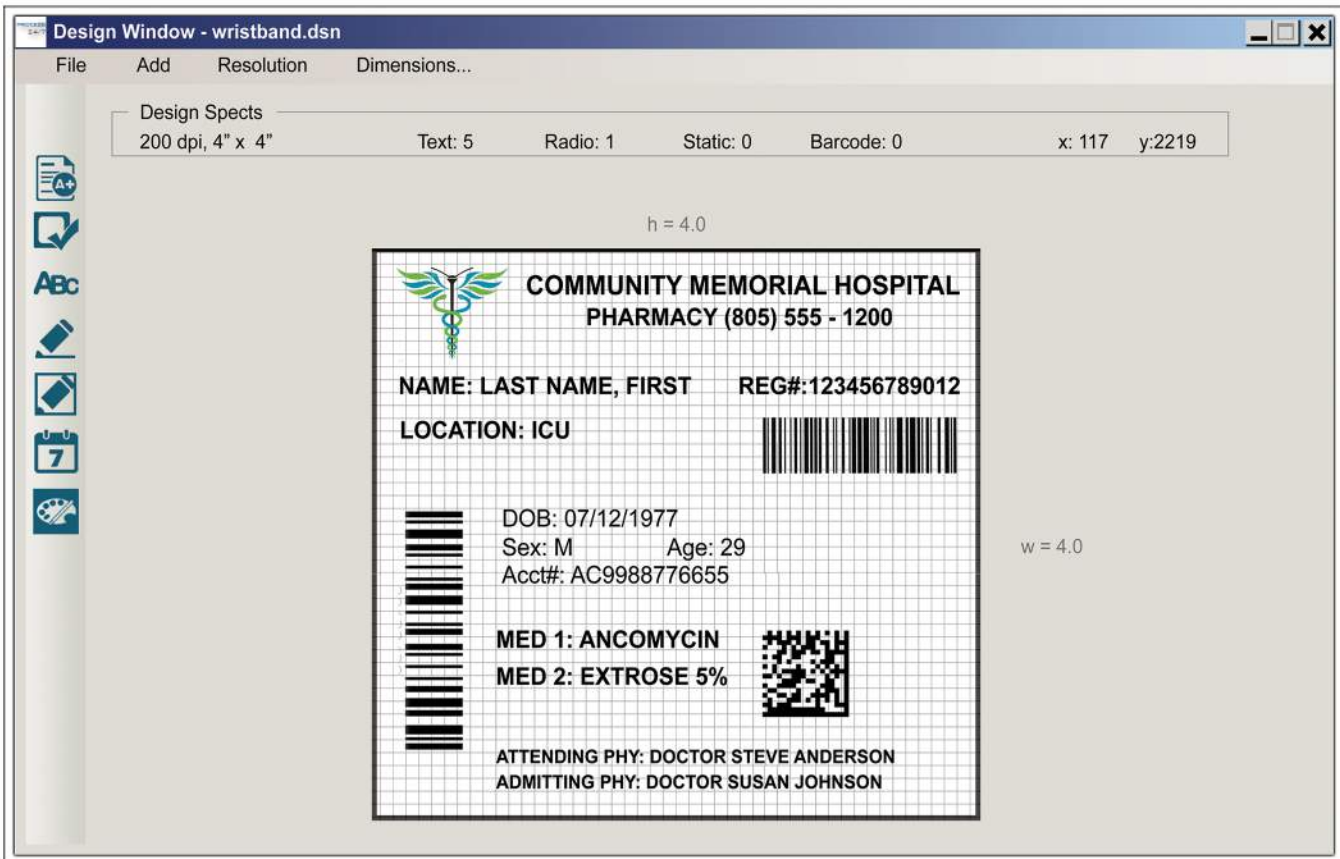 Design Window - wristband.dsn
File Add Resolution Dimensions...
Design Spects
200 dpi, 4” x 4” Text: 5 Radio: 1 Static: 0 Barcode: 0 x: 117 y:2219
h = 4.0
COMMUNITY MEMORIAL HOSPITAL
PHARMACY (805) 555 - 1200
NAME: LAST NAME, FIRST REG#:123456789012
LOCATION: ICU
DOB: 07/12/1977
Sex: M Age: 29
Acct#: AC9988776655
w = 4.0
MED 1: ANCOMYCIN
MED 2: EXTROSE 5%
ATTENDING PHY: DOCTOR STEVE ANDERSON
ADMITTING PHY: DOCTOR SUSAN JOHNSON
A+
ABC
7